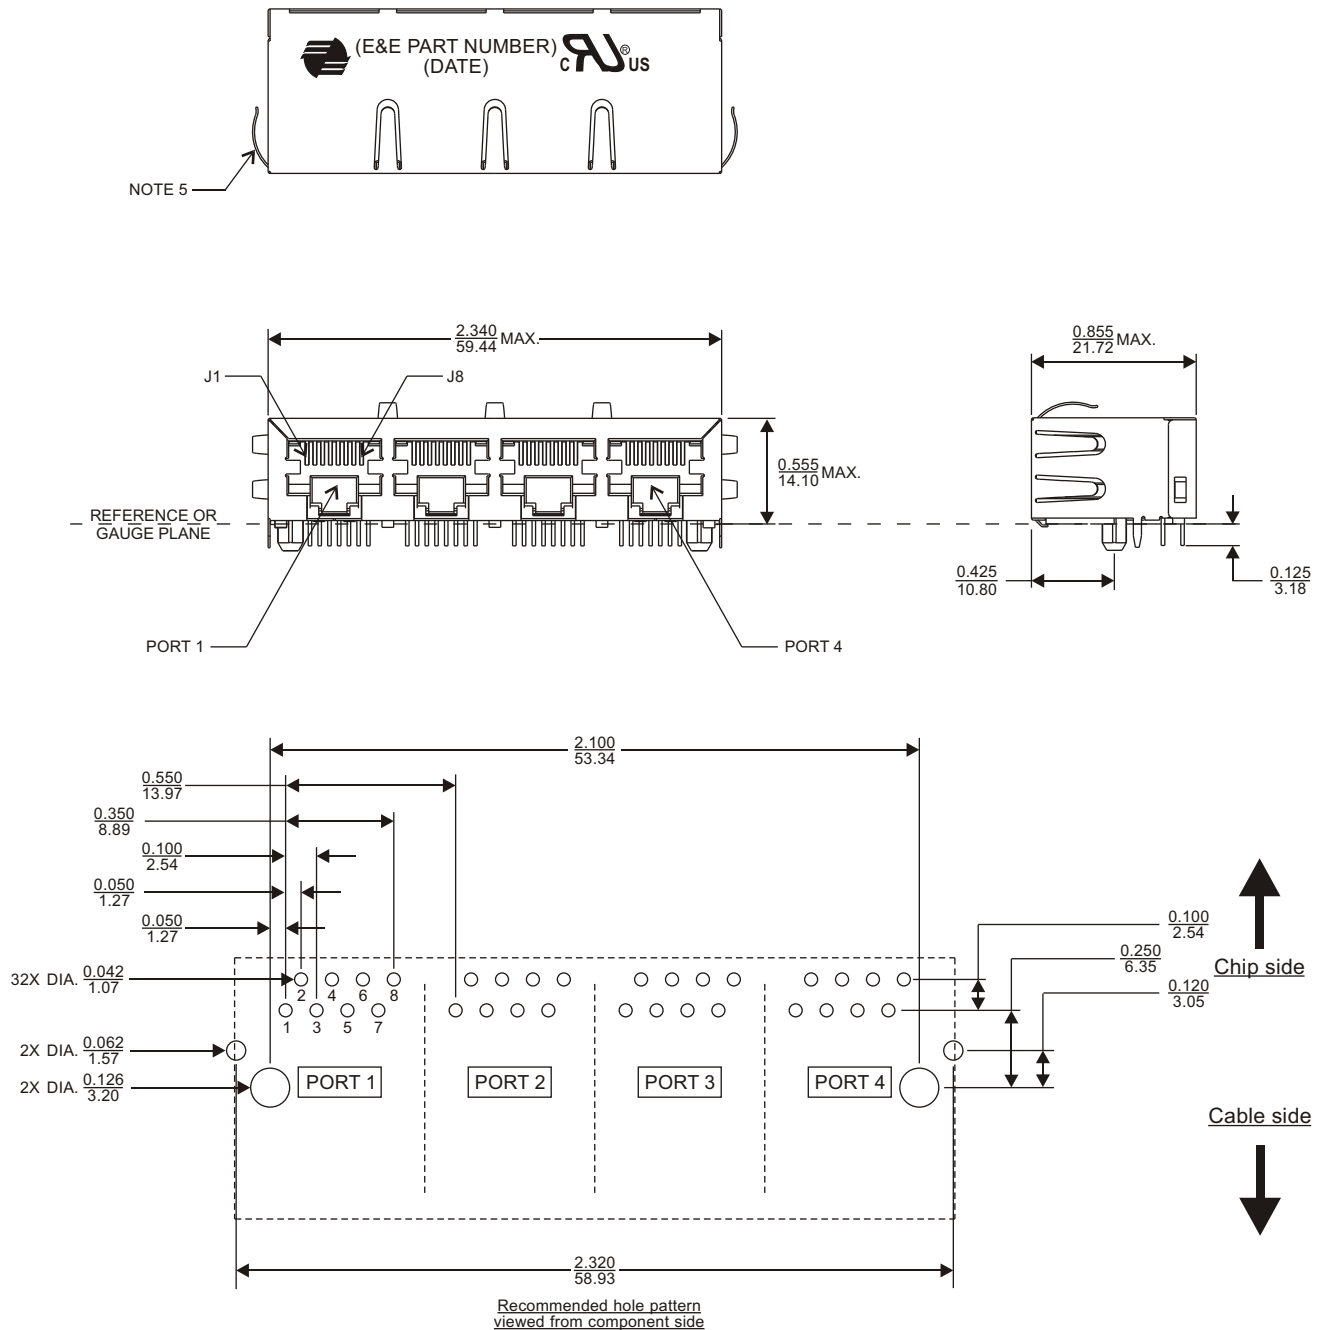 (E&E PART NUMBER)
(DATE)
C RU ® US
NOTE 5
2.340
59.44 MAX.
0.855
21.72 MAX.
J1
J8
0.555
14.10 MAX.
REFERENCE OR
GAUGE PLANE
0.425
10.80
0.125
3.18
PORT 1
PORT 4
2.100
53.34
0.550
13.97
0.350
8.89
0.100
2.54
0.050
1.27
0.050
1.27
0.100
2.54
0.250
6.35
Chip side
32X DIA. 0.042
1.07
2 4 6 8
0.120
3.05
1 3 5 7
2X DIA. 0.062
1.57
2X DIA. 0.126
3.20
PORT 1
PORT 2
PORT 3
PORT 4
Cable side
2.320
58.93
Recommended hole pattern
viewed from component side